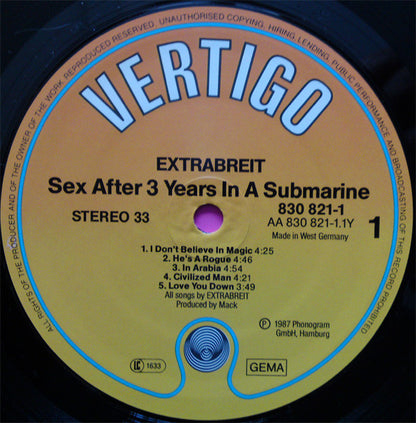 ALL RIGHTS OF THE PRODUCER AND OF THE OWNER OF THE WORK REPRODUCED RESERVED. UNAUTHORISED COPYING, HIRING, LENDING, PUBLIC PERFORMANCE AND BROADCASTING OF THIS RECORD PROHIBITED
VERTIGO
EXTRABREIT
Sex After 3 Years In A Submarine
STEREO 33
830 821-1
AA 830 821-1.1Y
Made in West Germany
1
1. I Don't Believe In Magic 4:25
2. He's A Rogue 4:46
3. In Arabia 4:54
4. Civilized Man 4:21
5. Love You Down 3:49
All songs by EXTRABREIT
Produced by Mack
℗ 1987 Phonogram
GmbH, Hamburg
LC 1633
GEMA